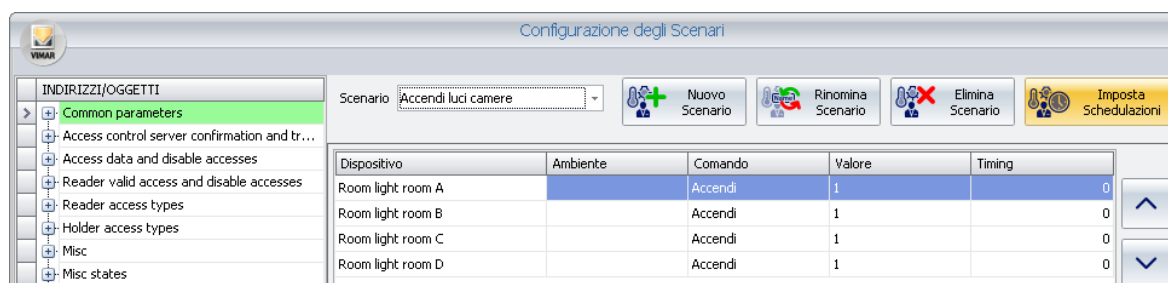 Configurazione degli Scenari
VIMAR
INDIRIZZI/OGGETTI
Common parameters
Access control server confirmation and tr...
Access data and disable accesses
Reader valid access and disable accesses
Reader access types
Holder access types
Misc
Misc states
Scenario Accendi luci camere
Nuovo
Scenario
Name
Rinomina
Scenario
Elimina
Scenario
Imposta
Schedulazioni
Dispositivo Ambiente Comando Valore Timing
Room light room A Accendi 1 0
Room light room B Accendi 1 0
Room light room C Accendi 1 0
Room light room D Accendi 1 0